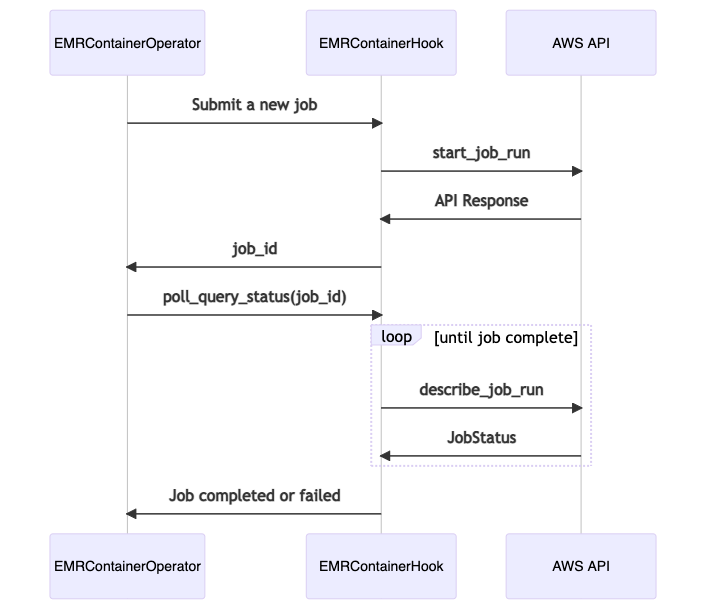 EMRContainerOperator
EMRContainerHook
AWS API
Submit a new job
start_job_run
API Response
job_id
poll_query_status(job_id)
loop
[until job complete]
describe_job_run
JobStatus
Job completed or failed
EMRContainerOperator
EMRContainerHook
AWS API